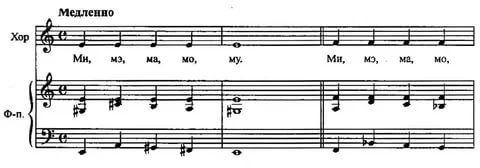 Медленно
Хор
Ми, мэ, ма, мо, му. Ми, мэ, ма, мо,
Ф-п.